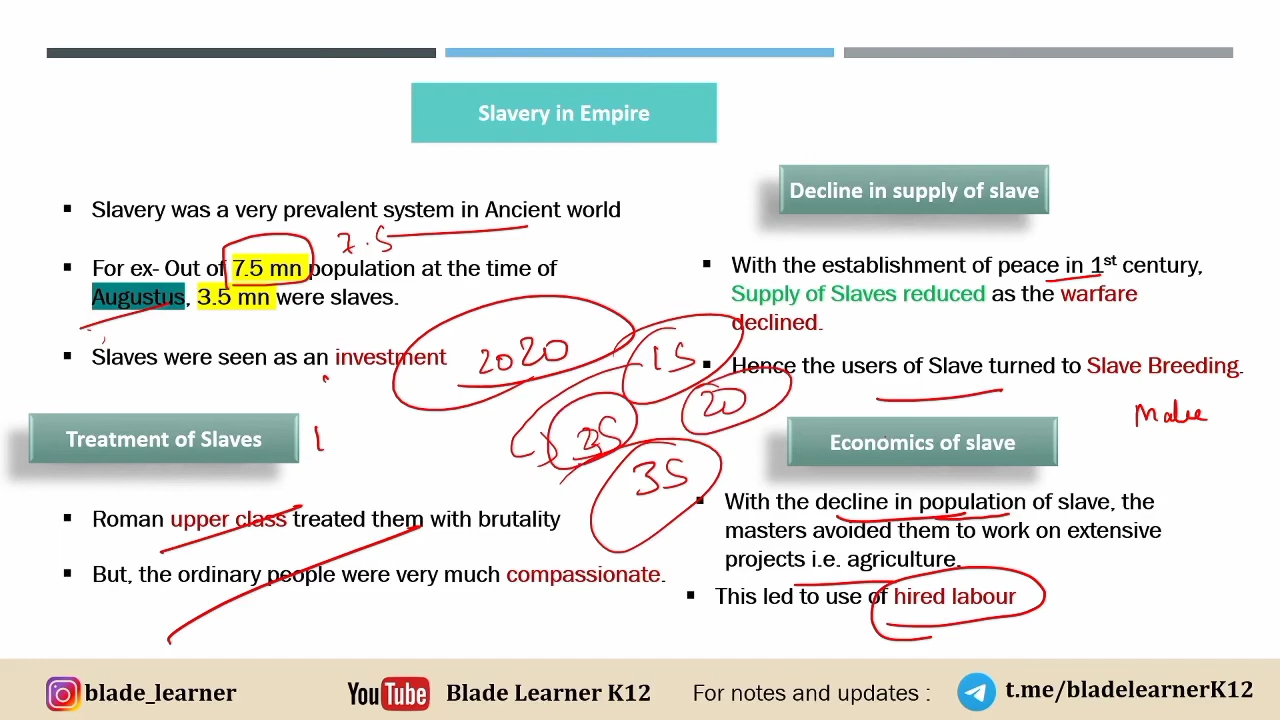 Slavery in Empire
Slavery was a very prevalent system in Ancient world
7.5
For ex- Out of 7.5 mn population at the time of
Augustus, 3.5 mn were slaves.
Slaves were seen as an investment
2020
15
20
35
35
Treatment of Slaves
Roman upper class treated them with brutality
But, the ordinary people were very much compassionate.
Decline in supply of slave
With the establishment of peace in 1st century,
Supply of Slaves reduced as the warfare
declined.
Hence the users of Slave turned to Slave Breeding.
Economics of slave
With the decline in population of slave, the
masters avoided them to work on extensive
projects i.e. agriculture.
This led to use of hired labour
blade_learner
YouTube Blade Learner K12
For notes and updates :
t.me/bladelearnerK12